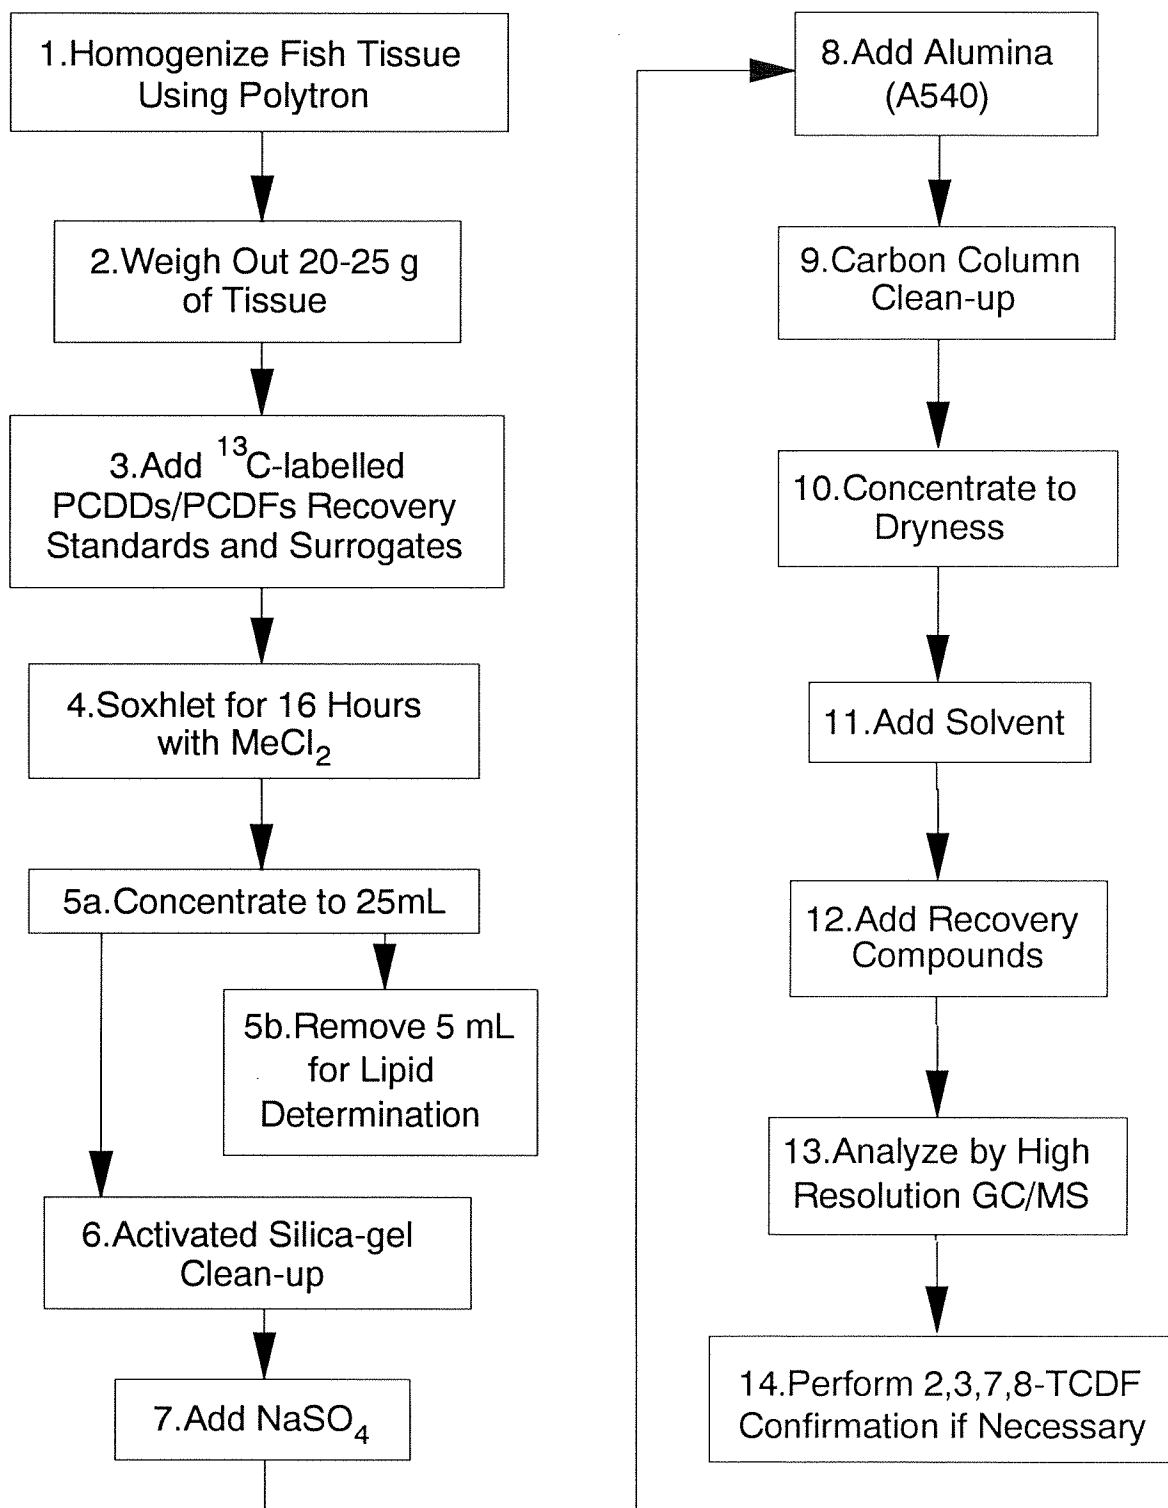 1.Homogenize Fish Tissue
Using Polytron
2.Weigh Out 20-25 g
of Tissue
3.Add ¹³C-labelled
PCDDs/PCDFs Recovery
Standards and Surrogates
4.Soxhlet for 16 Hours
with MeCl₂
5a.Concentrate to 25mL
5b.Remove 5 mL
for Lipid
Determination
6.Activated Silica-gel
Clean-up
7.Add NaSO₄
8.Add Alumina
(A540)
9.Carbon Column
Clean-up
10.Concentrate to
Dryness
11.Add Solvent
12.Add Recovery
Compounds
13.Analyze by High
Resolution GC/MS
14.Perform 2,3,7,8-TCDF
Confirmation if Necessary